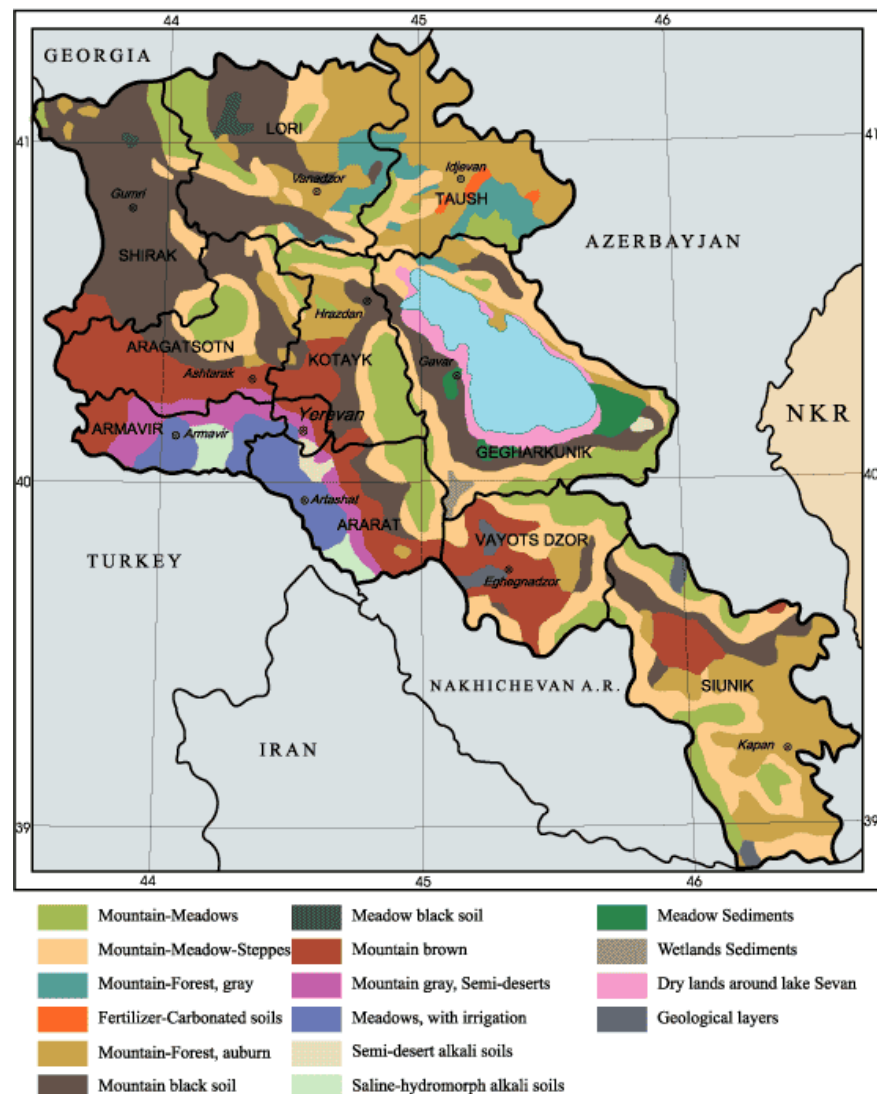 44
45
46
GEORGIA
LORI
41
41
Idjevan
Vanadzor
TAUSH
Gumri
AZERBAYJAN
SHIRAK
Hrazdan
ARAGATSOTN
KOTAYK
Gavar
Ashtarak
NKR
ARMAVIR
Yerevan
Armavir
GEGHARKUNIK
40
40
Artashat
ARARAT
VAYOTS DZOR
TURKEY
Eghegnadzor
NAKHICHEVAN A.R.
SIUNIK
IRAN
Kapan
39
39
44
45
46
Mountain-Meadows
Mountain-Meadow-Steppes
Mountain-Forest, gray
Fertilizer-Carbonated soils
Mountain-Forest, auburn
Mountain black soil
Meadow black soil
Mountain brown
Mountain gray, Semi-deserts
Meadows, with irrigation
Semi-desert alkali soils
Saline-hydromorph alkali soils
Meadow Sediments
Wetlands Sediments
Dry lands around lake Sevan
Geological layers